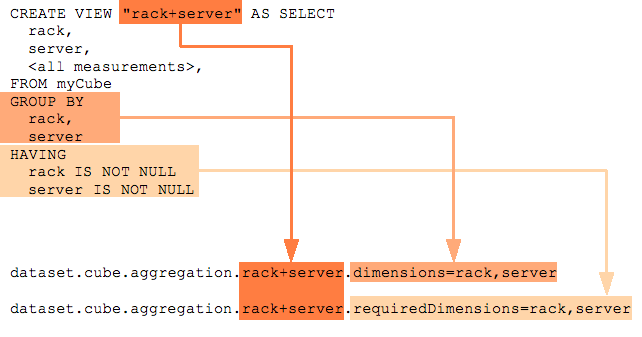 CREATE VIEW "rack+server" AS SELECT
  rack,
  server,
  <all measurements>,
FROM myCube
GROUP BY
  rack,
  server
HAVING
  rack IS NOT NULL
  server IS NOT NULL
dataset.cube.aggregation.rack+server.dimensions=rack,server
dataset.cube.aggregation.rack+server.requiredDimensions=rack,server